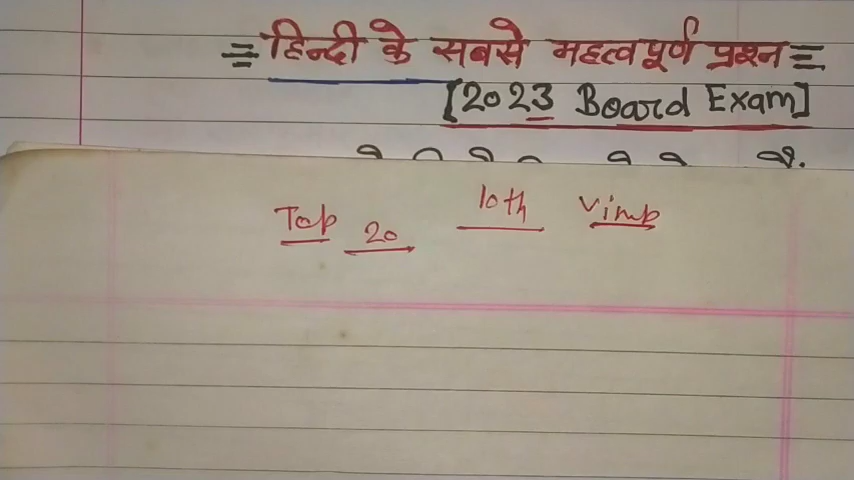 = हिन्दी के सबसे महत्वपूर्ण प्रश्न =
[2023 Board Exam]
Top 20 10th Vimp